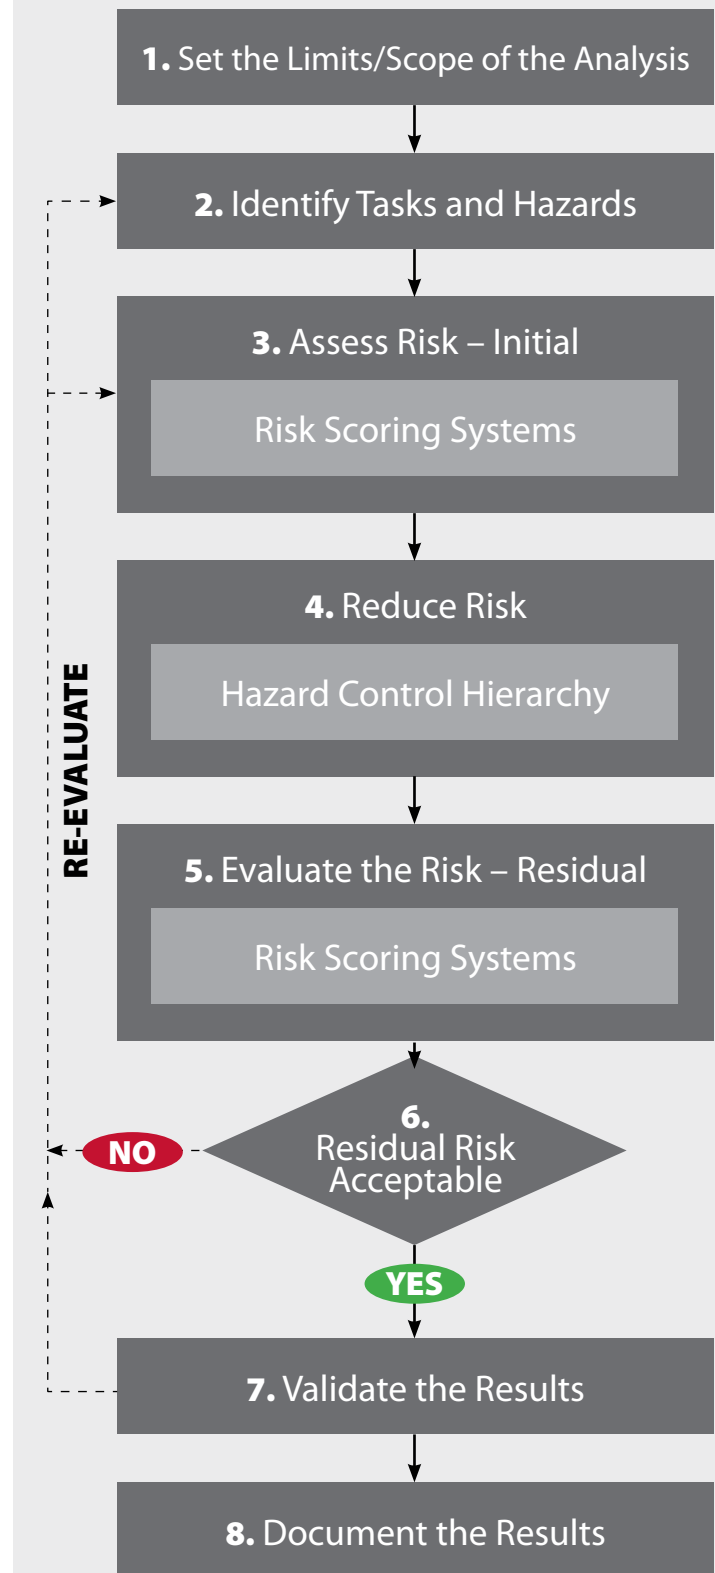 1. Set the Limits/Scope of the Analysis
2. Identify Tasks and Hazards
3. Assess Risk – Initial
Risk Scoring Systems
4. Reduce Risk
Hazard Control Hierarchy
RE-EVALUATE
5. Evaluate the Risk – Residual
Risk Scoring Systems
6.
Residual Risk
Acceptable
NO
YES
7. Validate the Results
8. Document the Results